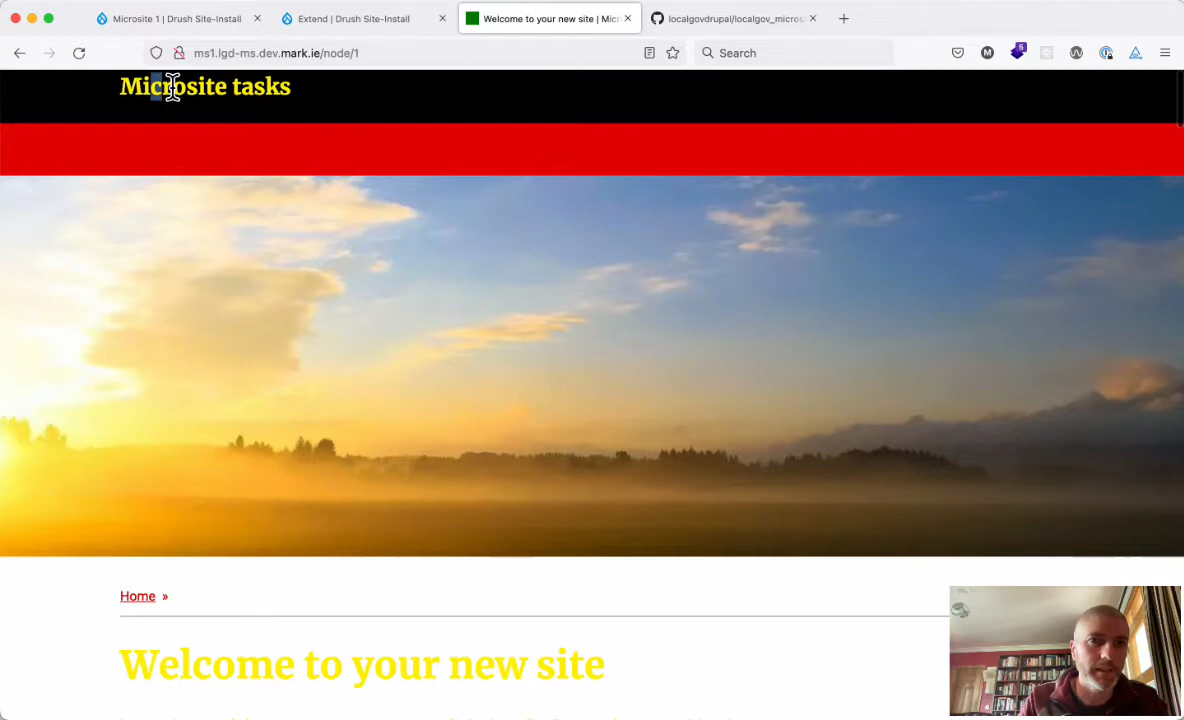 Microsite 1 | Drush Site-Install
Extend | Drush Site-Install
Welcome to your new site | Micr
localgovdrupal/localgov_micros
ms1.lgd-ms.dev.mark.ie/node/1
Search
M
5
Microsite tasks
Home »
Welcome to your new site